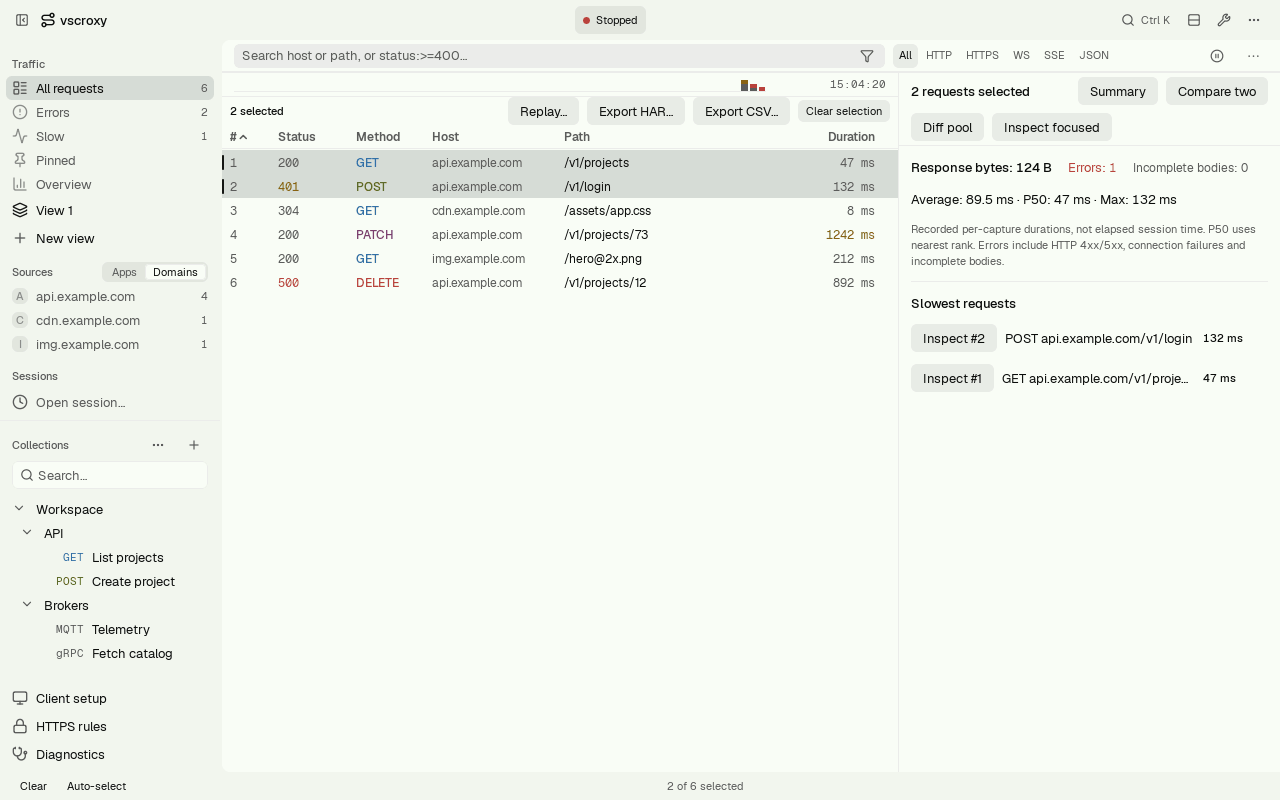 vscroxy
Stopped
Ctrl K
Traffic
All requests 6
Errors 2
Slow 1
Pinned
Overview
View 1
New view
Sources Apps Domains
A api.example.com 4
C cdn.example.com 1
I img.example.com 1
Sessions
Open session…
Collections
Search…
Workspace
API
GET List projects
POST Create project
Brokers
MQTT Telemetry
gRPC Fetch catalog
Client setup
HTTPS rules
Diagnostics
Clear Auto-select
Search host or path, or status:>=400…
All HTTP HTTPS WS SSE JSON
15:04:20
2 selected Replay… Export HAR… Export CSV… Clear selection
# Status Method Host Path Duration
1 200 GET api.example.com /v1/projects 47 ms
2 401 POST api.example.com /v1/login 132 ms
3 304 GET cdn.example.com /assets/app.css 8 ms
4 200 PATCH api.example.com /v1/projects/73 1242 ms
5 200 GET img.example.com /hero@2x.png 212 ms
6 500 DELETE api.example.com /v1/projects/12 892 ms
2 requests selected Summary Compare two
Diff pool Inspect focused
Response bytes: 124 B Errors: 1 Incomplete bodies: 0
Average: 89.5 ms · P50: 47 ms · Max: 132 ms
Recorded per-capture durations, not elapsed session time. P50 uses
nearest rank. Errors include HTTP 4xx/5xx, connection failures and
incomplete bodies.
Slowest requests
Inspect #2 POST api.example.com/v1/login 132 ms
Inspect #1 GET api.example.com/v1/proje… 47 ms
2 of 6 selected